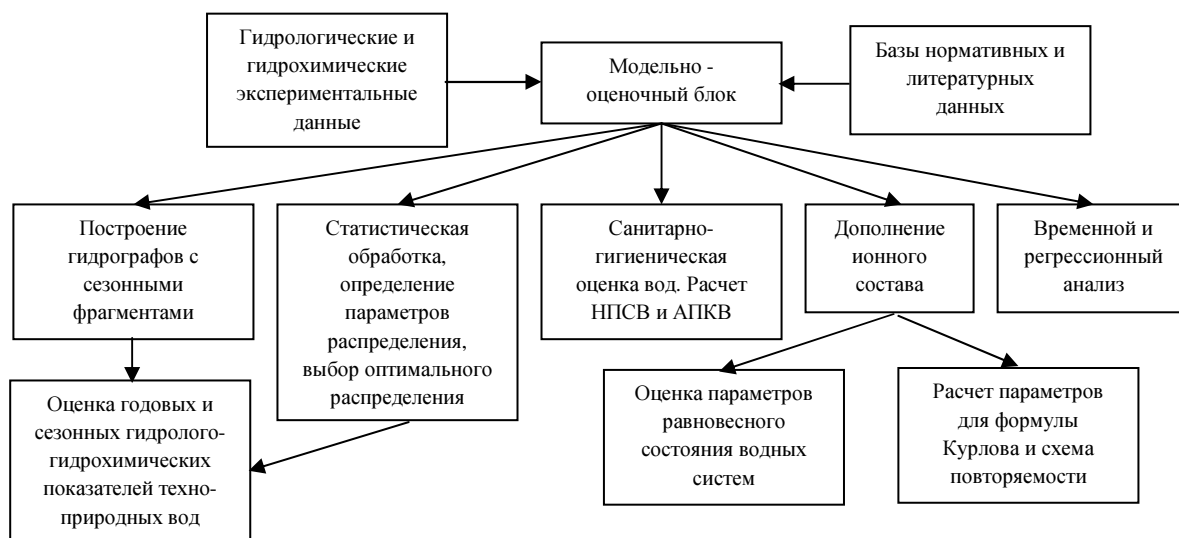 Гидрологические и
гидрохимические
экспериментальные
данные
Модельно -
оценочный блок
Базы нормативных и
литературных
данных
Построение
гидрографов с
сезонными
фрагментами
Статистическая
обработка,
определение
параметров
распределения,
выбор оптимального
распределения
Санитарно-
гигиеническая
оценка вод. Расчет
НПСВ и АПКВ
Дополнение
ионного
состава
Временной и
регрессионный
анализ
Оценка годовых и
сезонных гидролого-
гидрохимических
показателей техно-
природных вод
Оценка параметров
равновесного
состояния водных
систем
Расчет параметров
для формулы
Курлова и схема
повторяемости